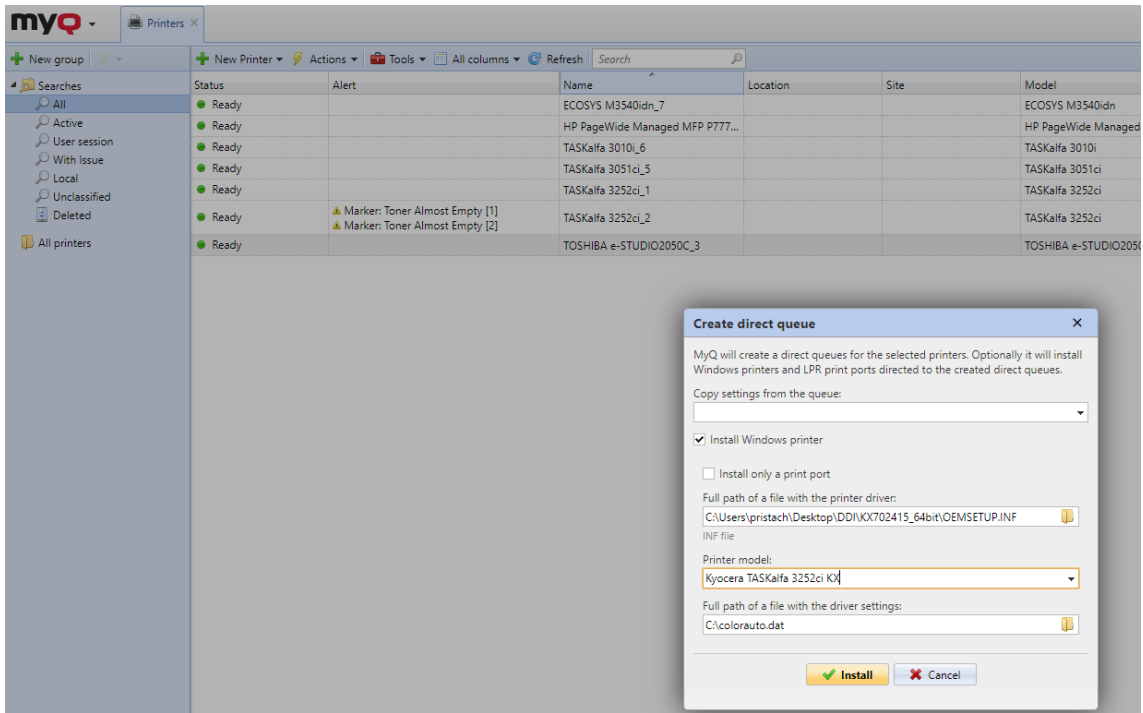 myQ
Printers
New group
New Printer Actions Tools All columns Refresh Search
Searches
All
Active
User session
With Issue
Local
Unclassified
Deleted
All printers
Status Alert Name Location Site Model
Ready ECOSYS M3540idn_7 ECOSYS M3540idn
Ready HP PageWide Managed MFP P777... HP PageWide Managed
Ready TASKalfa 3010i_6 TASKalfa 3010i
Ready TASKalfa 3051ci_5 TASKalfa 3051ci
Ready TASKalfa 3252ci_1 TASKalfa 3252ci
Ready Marker: Toner Almost Empty [1] TASKalfa 3252ci_2 TASKalfa 3252ci
Marker: Toner Almost Empty [2]
Ready TOSHIBA e-STUDIO2050C_3 TOSHIBA e-STUDIO205
Create direct queue
MyQ will create a direct queues for the selected printers. Optionally it will install
Windows printers and LPR print ports directed to the created direct queues.
Copy settings from the queue:
Install Windows printer
Install only a print port
Full path of a file with the printer driver:
C:\Users\pristach\Desktop\DDI\KX702415_64bit\OEMSETUP.INF
INF file
Printer model:
Kyocera TASKalfa 3252ci KX
Full path of a file with the driver settings:
C:\colorauto.dat
Install Cancel